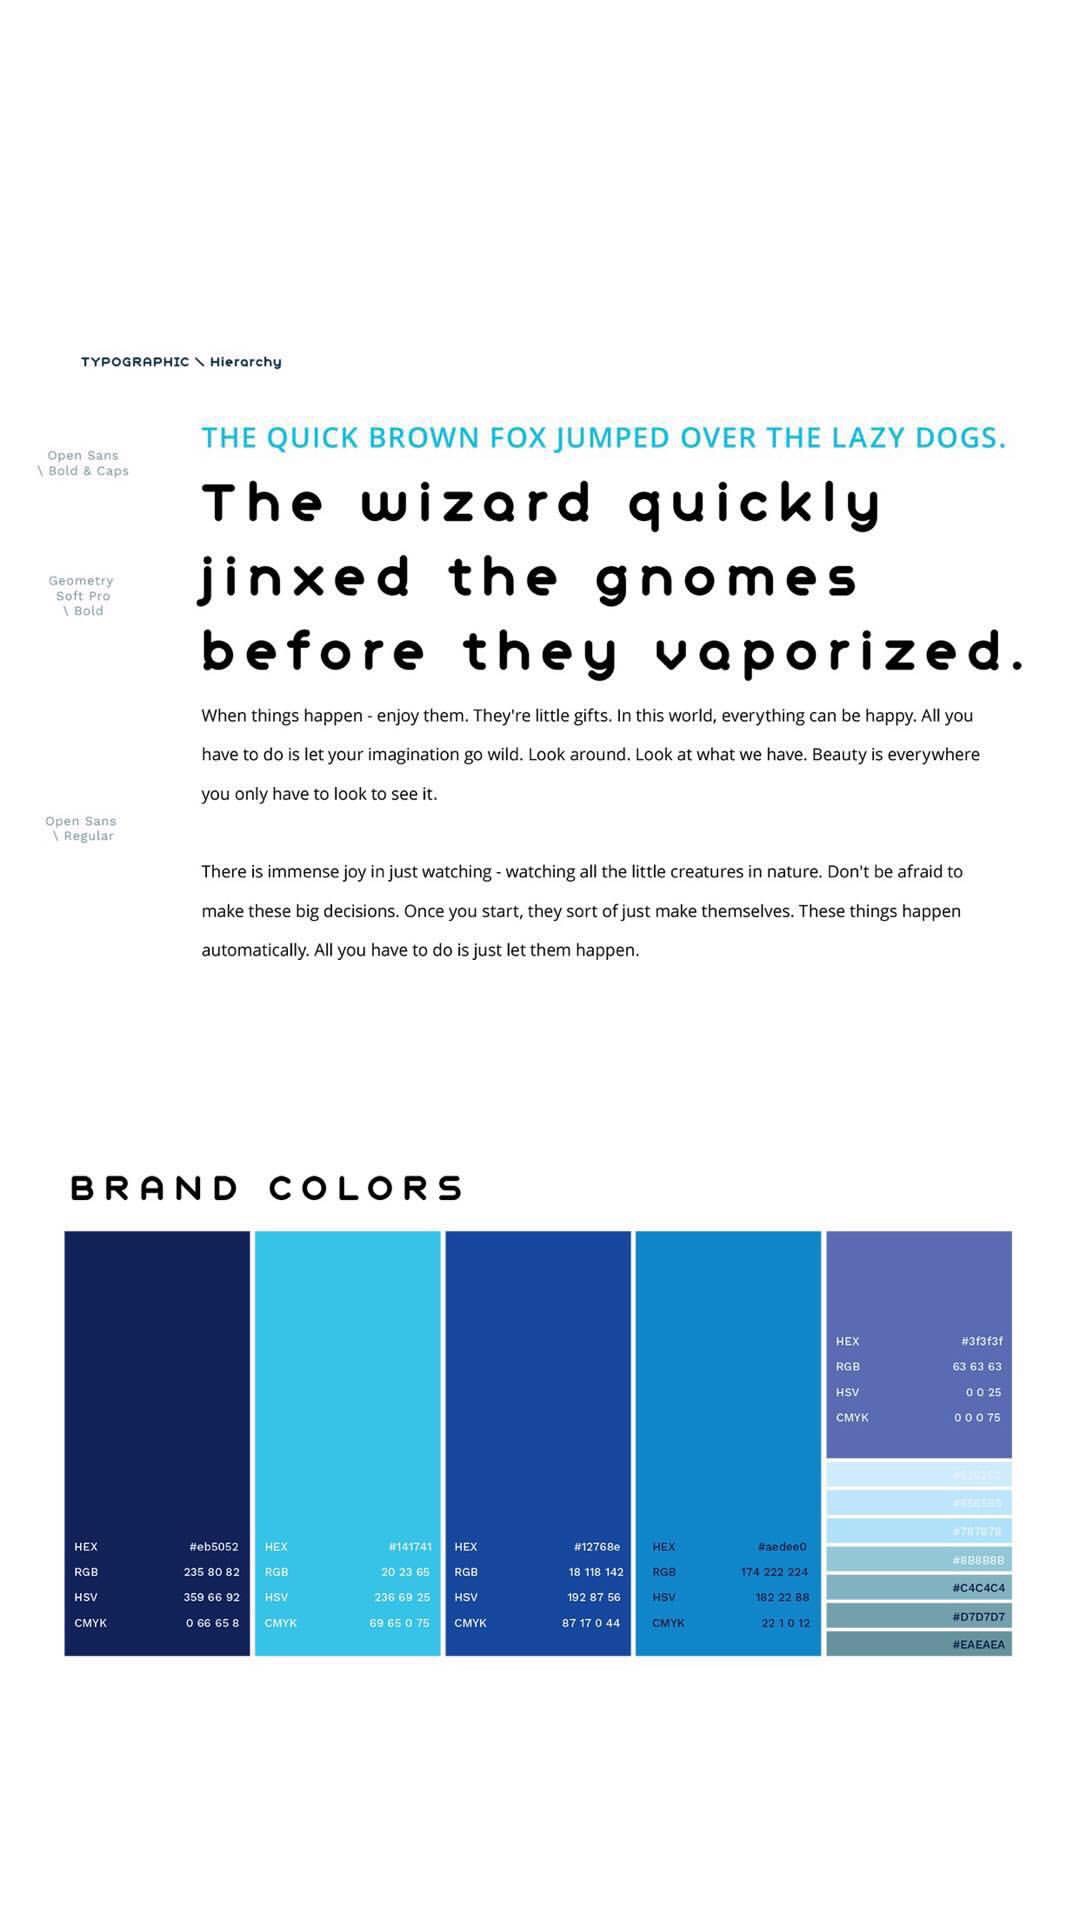 TYPOGRAPHIC \ Hierarchy
Open Sans
\ Bold & Caps
THE QUICK BROWN FOX JUMPED OVER THE LAZY DOGS.
Geometry
Soft Pro
\ Bold
The wizard quickly
jinxed the gnomes
before they vaporized.
Open Sans
\ Regular
When things happen - enjoy them. They're little gifts. In this world, everything can be happy. All you
have to do is let your imagination go wild. Look around. Look at what we have. Beauty is everywhere
you only have to look to see it.
There is immense joy in just watching - watching all the little creatures in nature. Don't be afraid to
make these big decisions. Once you start, they sort of just make themselves. These things happen
automatically. All you have to do is just let them happen.
BRAND COLORS
HEX #eb5052
RGB 235 80 82
HSV 359 66 92
CMYK 0 66 65 8
HEX #141741
RGB 20 23 65
HSV 236 69 25
CMYK 69 65 0 75
HEX #12768e
RGB 18 118 142
HSV 192 87 56
CMYK 87 17 0 44
HEX #aedee0
RGB 174 222 224
HSV 182 22 88
CMYK 22 1 0 12
HEX #3f3f3f
RGB 63 63 63
HSV 0 0 25
CMYK 0 0 0 75
#8B8B8B
#C4C4C4
#D7D7D7
#EAEAEA